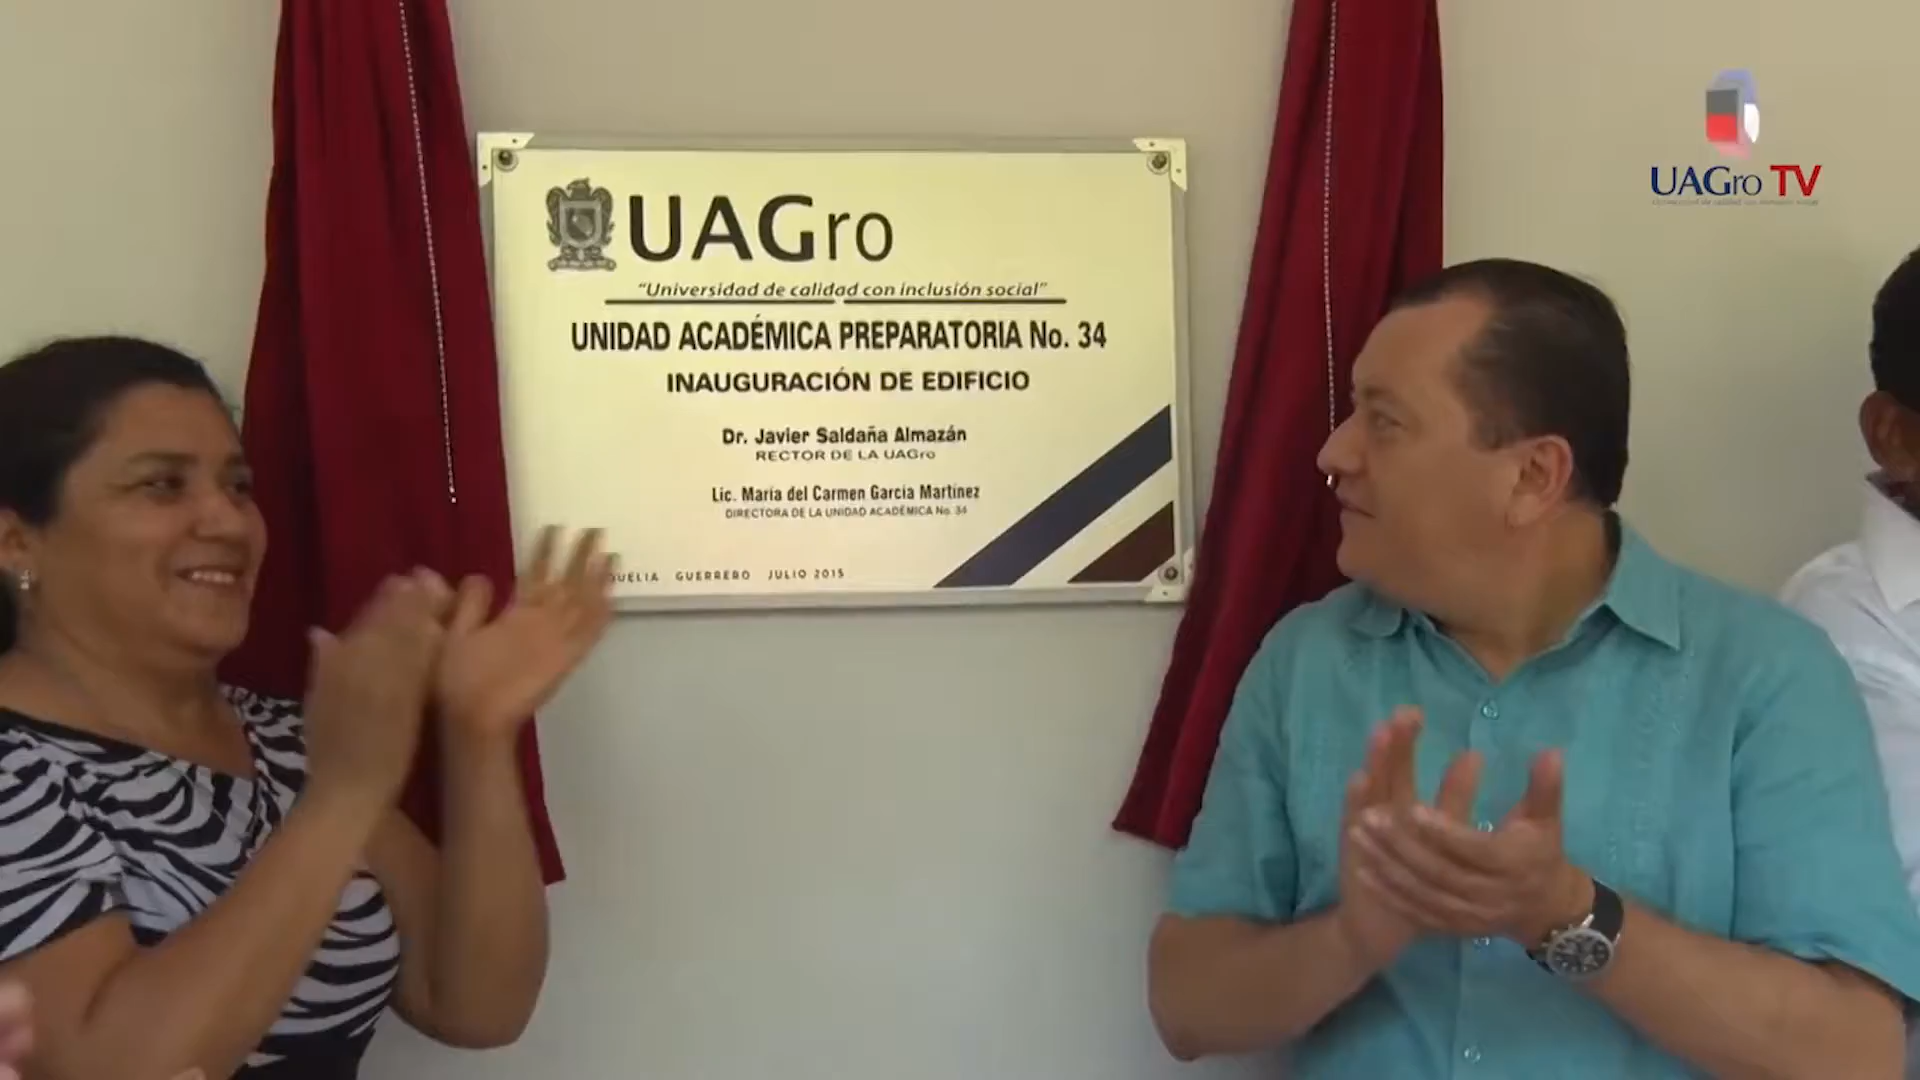 UAGro
"Universidad de calidad con inclusión social"
UNIDAD ACADÉMICA PREPARATORIA No. 34
INAUGURACIÓN DE EDIFICIO
Dr. Javier Saldaña Almazán
RECTOR DE LA UAGro
Lic. María del Carmen García Martínez
DIRECTORA DE LA UNIDAD ACADÉMICA No. 34
GUERRERO JULIO 2015
UAGro TV